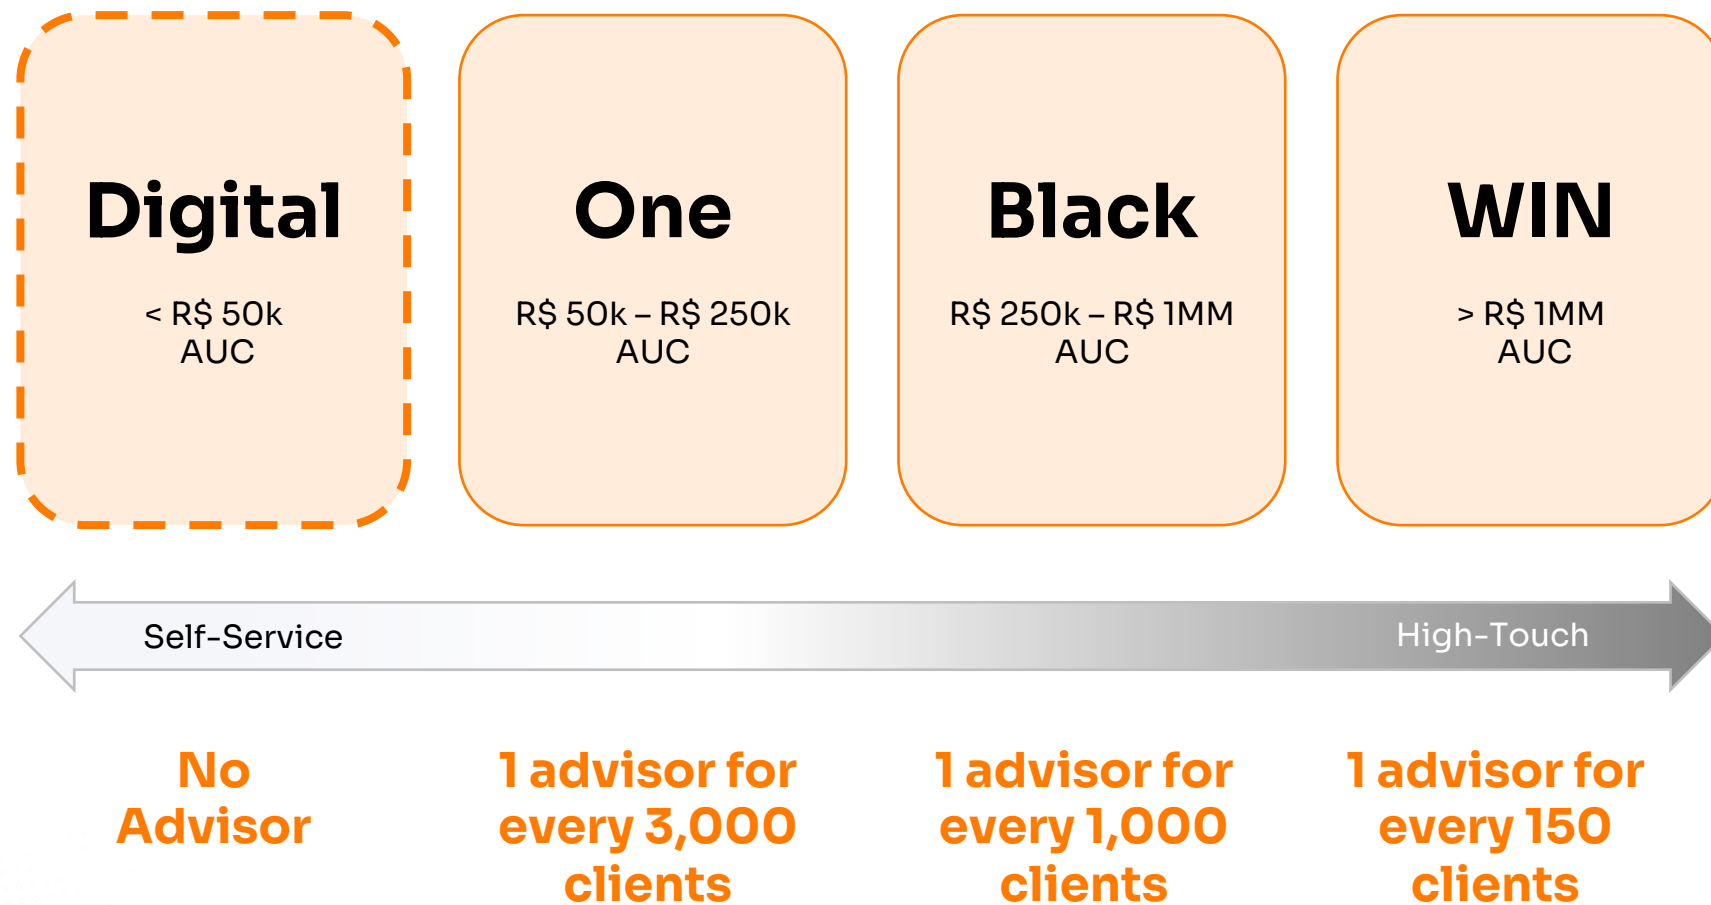 Digital
< R$ 50k
AUC
One
R$ 50k – R$ 250k
AUC
Black
R$ 250k – R$ 1MM
AUC
WIN
> R$ 1MM
AUC
Self-Service
High-Touch
No
Advisor
1 advisor for
every 3,000
clients
1 advisor for
every 1,000
clients
1 advisor for
every 150
clients